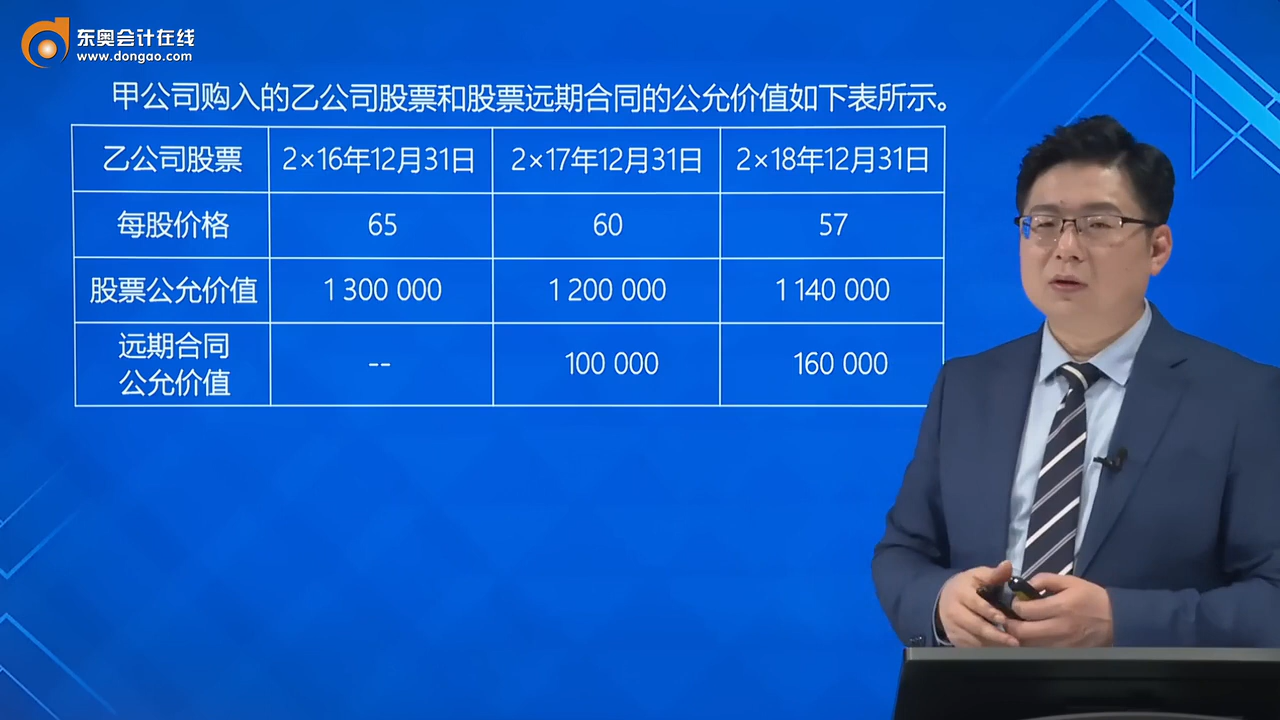 东奥会计在线
www.dongao.com
甲公司购入的乙公司股票和股票远期合同的公允价值如下表所示。
乙公司股票 2×16年12月31日 2×17年12月31日 2×18年12月31日
每股价格 65 60 57
股票公允价值 1 300 000 1 200 000 1 140 000
远期合同
公允价值 -- 100 000 160 000